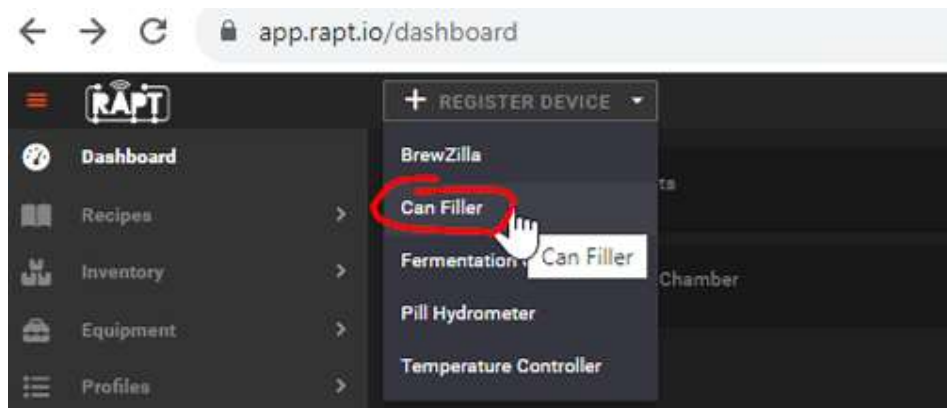 app.rapt.io/dashboard
RAPT
+ REGISTER DEVICE
Dashboard
Recipes
Inventory
Equipment
Profiles
BrewZilla
Can Filler
Fermentation
Pill Hydrometer
Temperature Controller
Can Filler
ts
Chamber